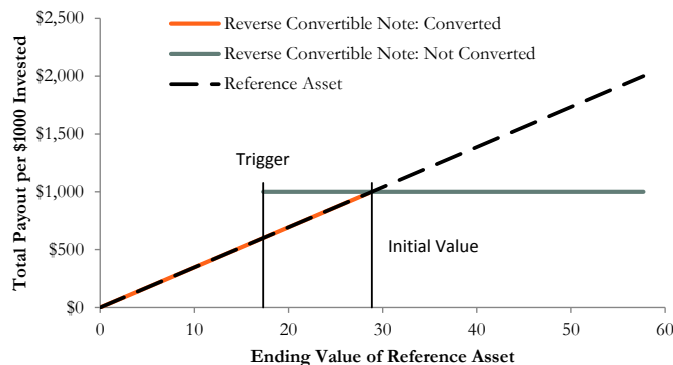 $2,500
$2,000
$1,500
$1,000
$500
$0
Total Payout per $1000 Invested
Reverse Convertible Note: Converted
Reverse Convertible Note: Not Converted
Reference Asset
Trigger
Initial Value
0 10 20 30 40 50 60
Ending Value of Reference Asset